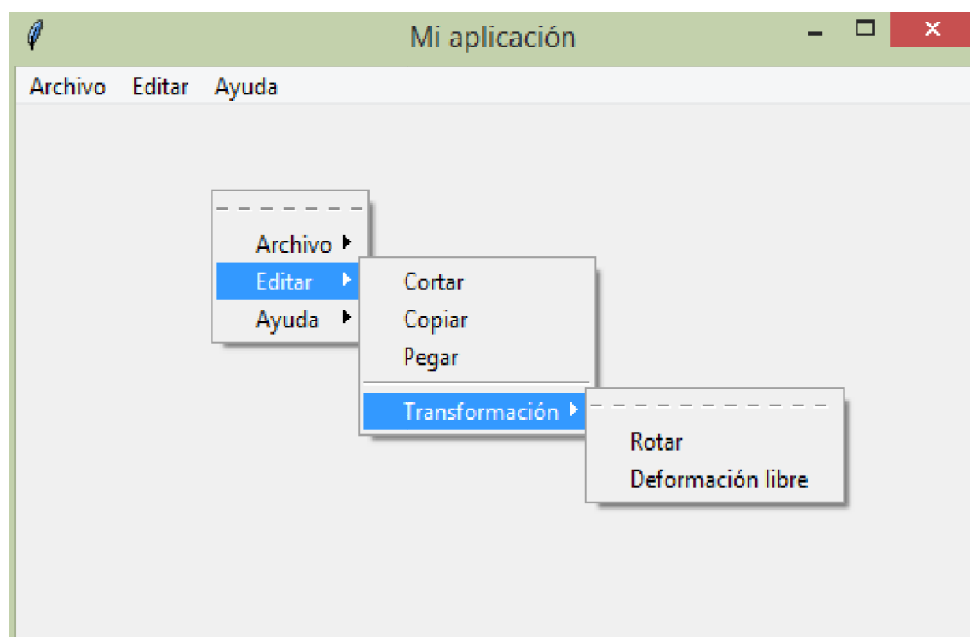 Mi aplicación
Archivo Editar Ayuda
Archivo
Editar
Ayuda
Cortar
Copiar
Pegar
Transformación
Rotar
Deformación libre